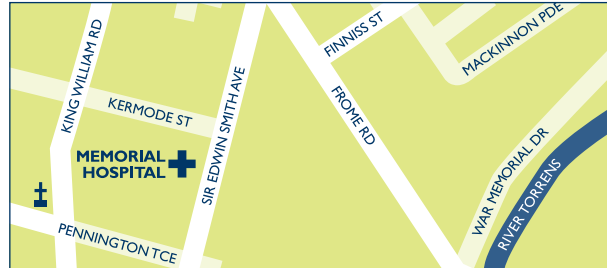 KING WILLIAM RD
KERMODE ST
MEMORIAL
HOSPITAL
PENNINGTON TCE
SIR EDWIN SMITH AVE
FINNISS ST
FROME RD
MACKINNON PDE
WAR MEMORIAL DR
RIVER TORRENS